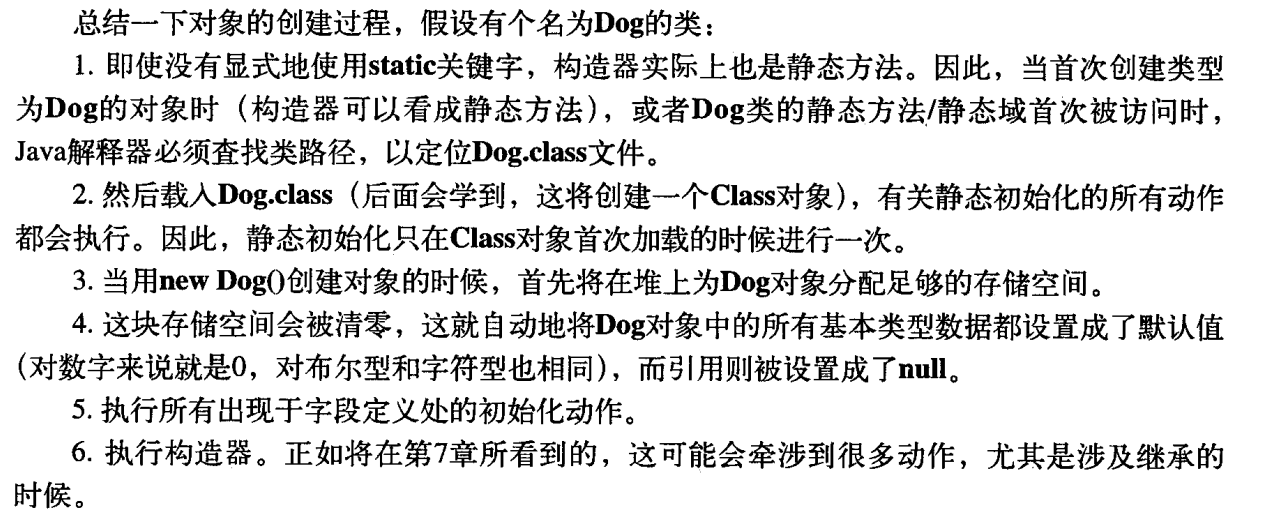 总结一下对象的创建过程，假设有个名为Dog的类：
1. 即使没有显式地使用static关键字，构造器实际上也是静态方法。因此，当首次创建类型
为Dog的对象时（构造器可以看成静态方法），或者Dog类的静态方法/静态域首次被访问时，
Java解释器必须查找类路径，以定位Dog.class文件。
2. 然后载入Dog.class（后面会学到，这将创建一个Class对象），有关静态初始化的所有动作
都会执行。因此，静态初始化只在Class对象首次加载的时候进行一次。
3. 当用new Dog()创建对象的时候，首先将在堆上为Dog对象分配足够的存储空间。
4. 这块存储空间会被清零，这就自动地将Dog对象中的所有基本类型数据都设置成了默认值
（对数字来说就是0，对布尔型和字符型也相同），而引用则被设置成了null。
5. 执行所有出现于字段定义处的初始化动作。
6. 执行构造器。正如将在第7章所看到的，这可能会牵涉到很多动作，尤其是涉及继承的
时候。